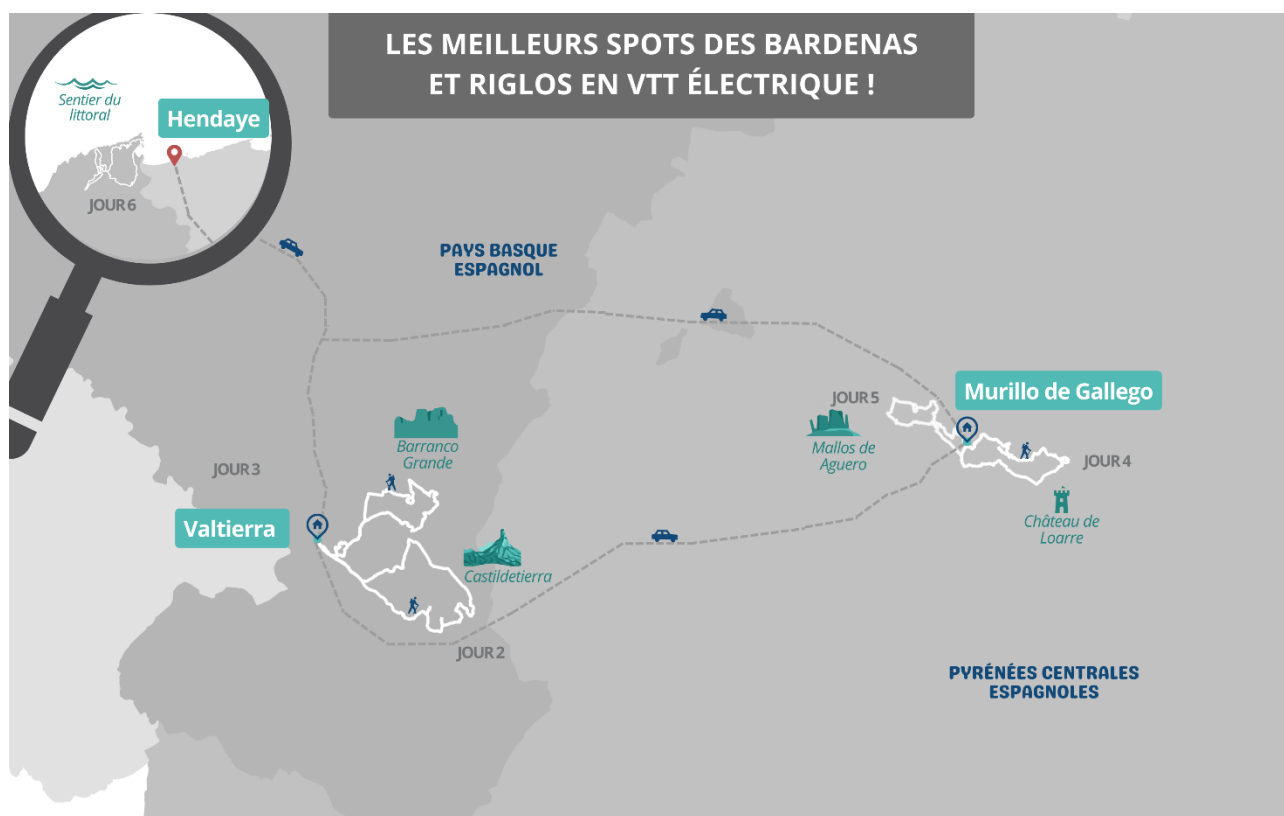 LES MEILLEURS SPOTS DES BARDENAS
ET RIGLOS EN VTT ÉLECTRIQUE !
Sentier du
littoral
Hendaye
JOUR 6
PAYS BASQUE
ESPAGNOL
JOUR 5
Murillo de Gallego
Mallos de
Aguero
JOUR 4
Château de
Loarre
Barranco
Grande
JOUR 3
Valtierra
Castildetierra
JOUR 2
PYRÉNÉES CENTRALES
ESPAGNOLES